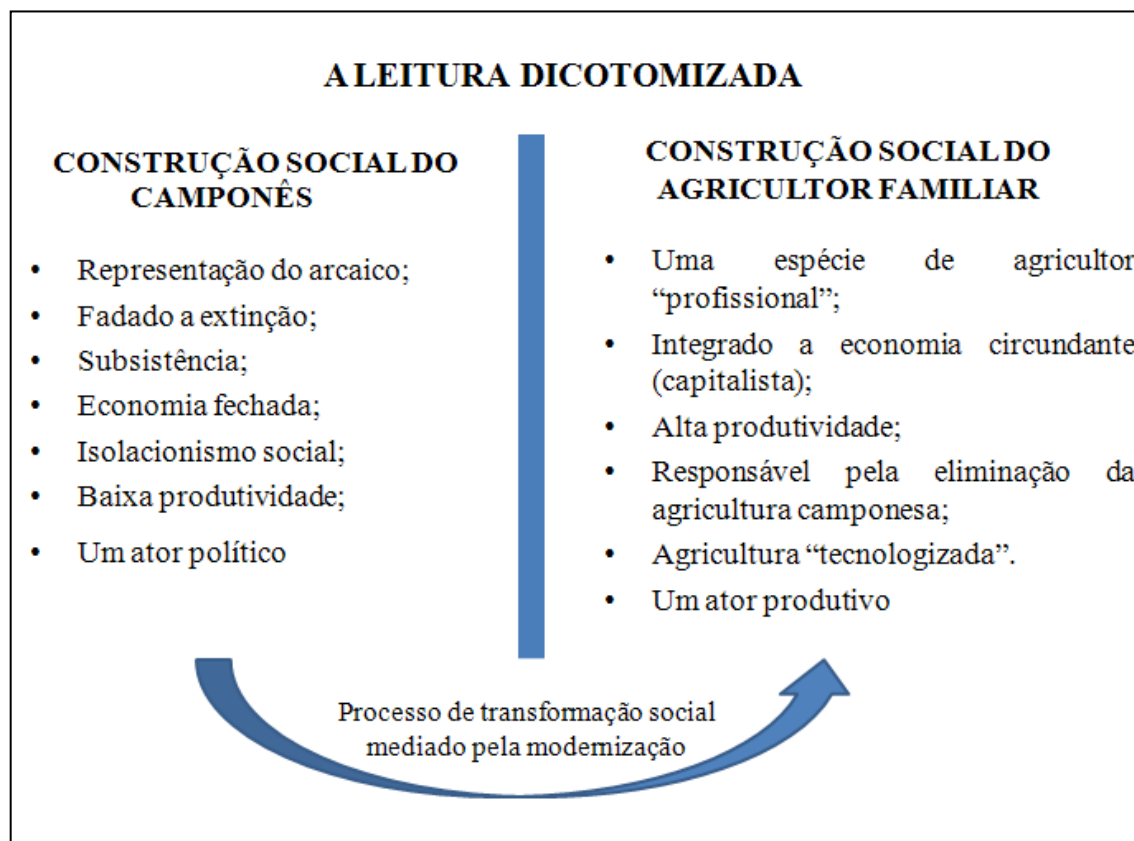 A LEITURA DICOTOMIZADA
CONSTRUÇÃO SOCIAL DO
CAMPONÊS
• Representação do arcaico;
• Fadado a extinção;
• Subsistência;
• Economia fechada;
• Isolacionismo social;
• Baixa produtividade;
• Um ator político
CONSTRUÇÃO SOCIAL DO
AGRICULTOR FAMILIAR
• Uma espécie de agricultor
“profissional”;
• Integrado a economia circundante
(capitalista);
• Alta produtividade;
• Responsável pela eliminação da
agricultura camponesa;
• Agricultura “tecnologizada”.
• Um ator produtivo
Processo de transformação social
mediado pela modernização